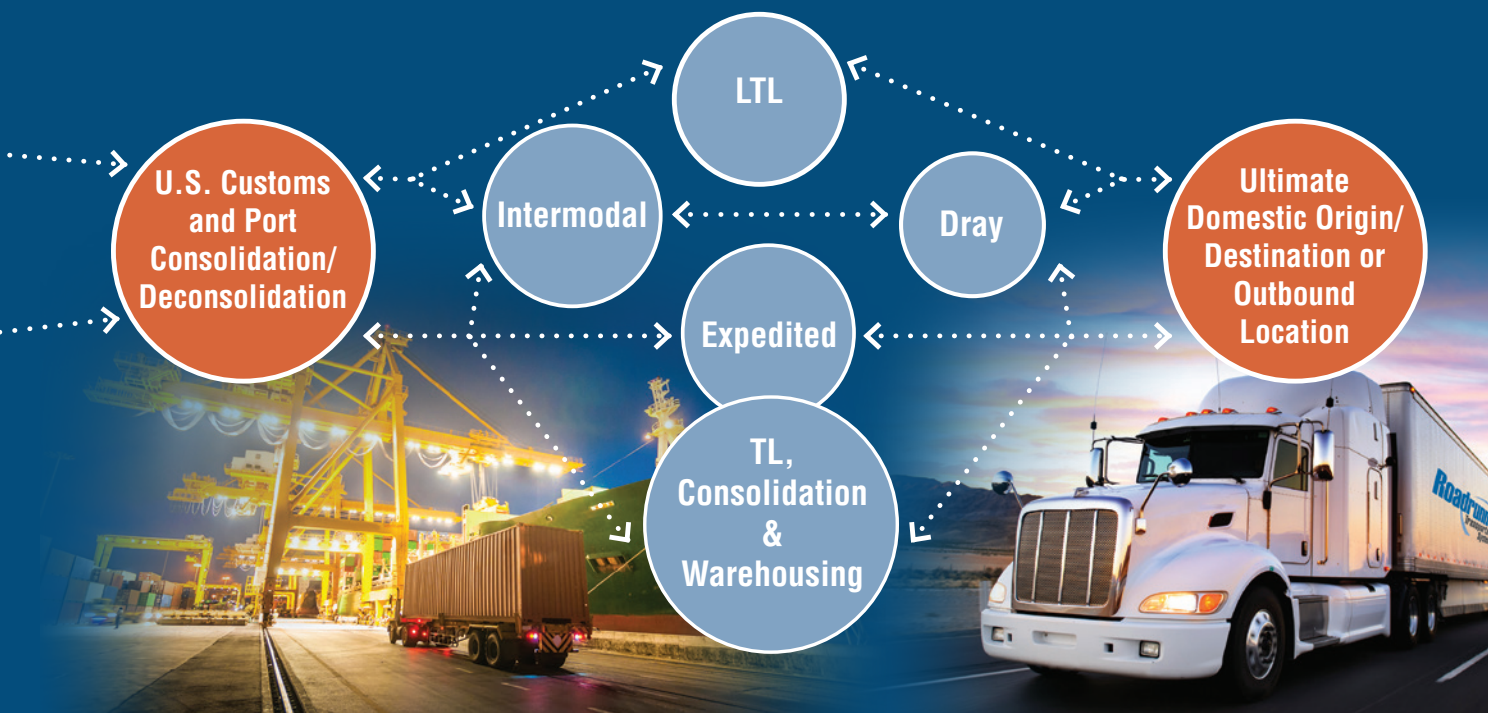 LTL
U.S. Customs
and Port
Consolidation/
Deconsolidation
Intermodal
Dray
Ultimate
Domestic Origin/
Destination or
Outbound
Location
Expedited
TL,
Consolidation
&
Warehousing